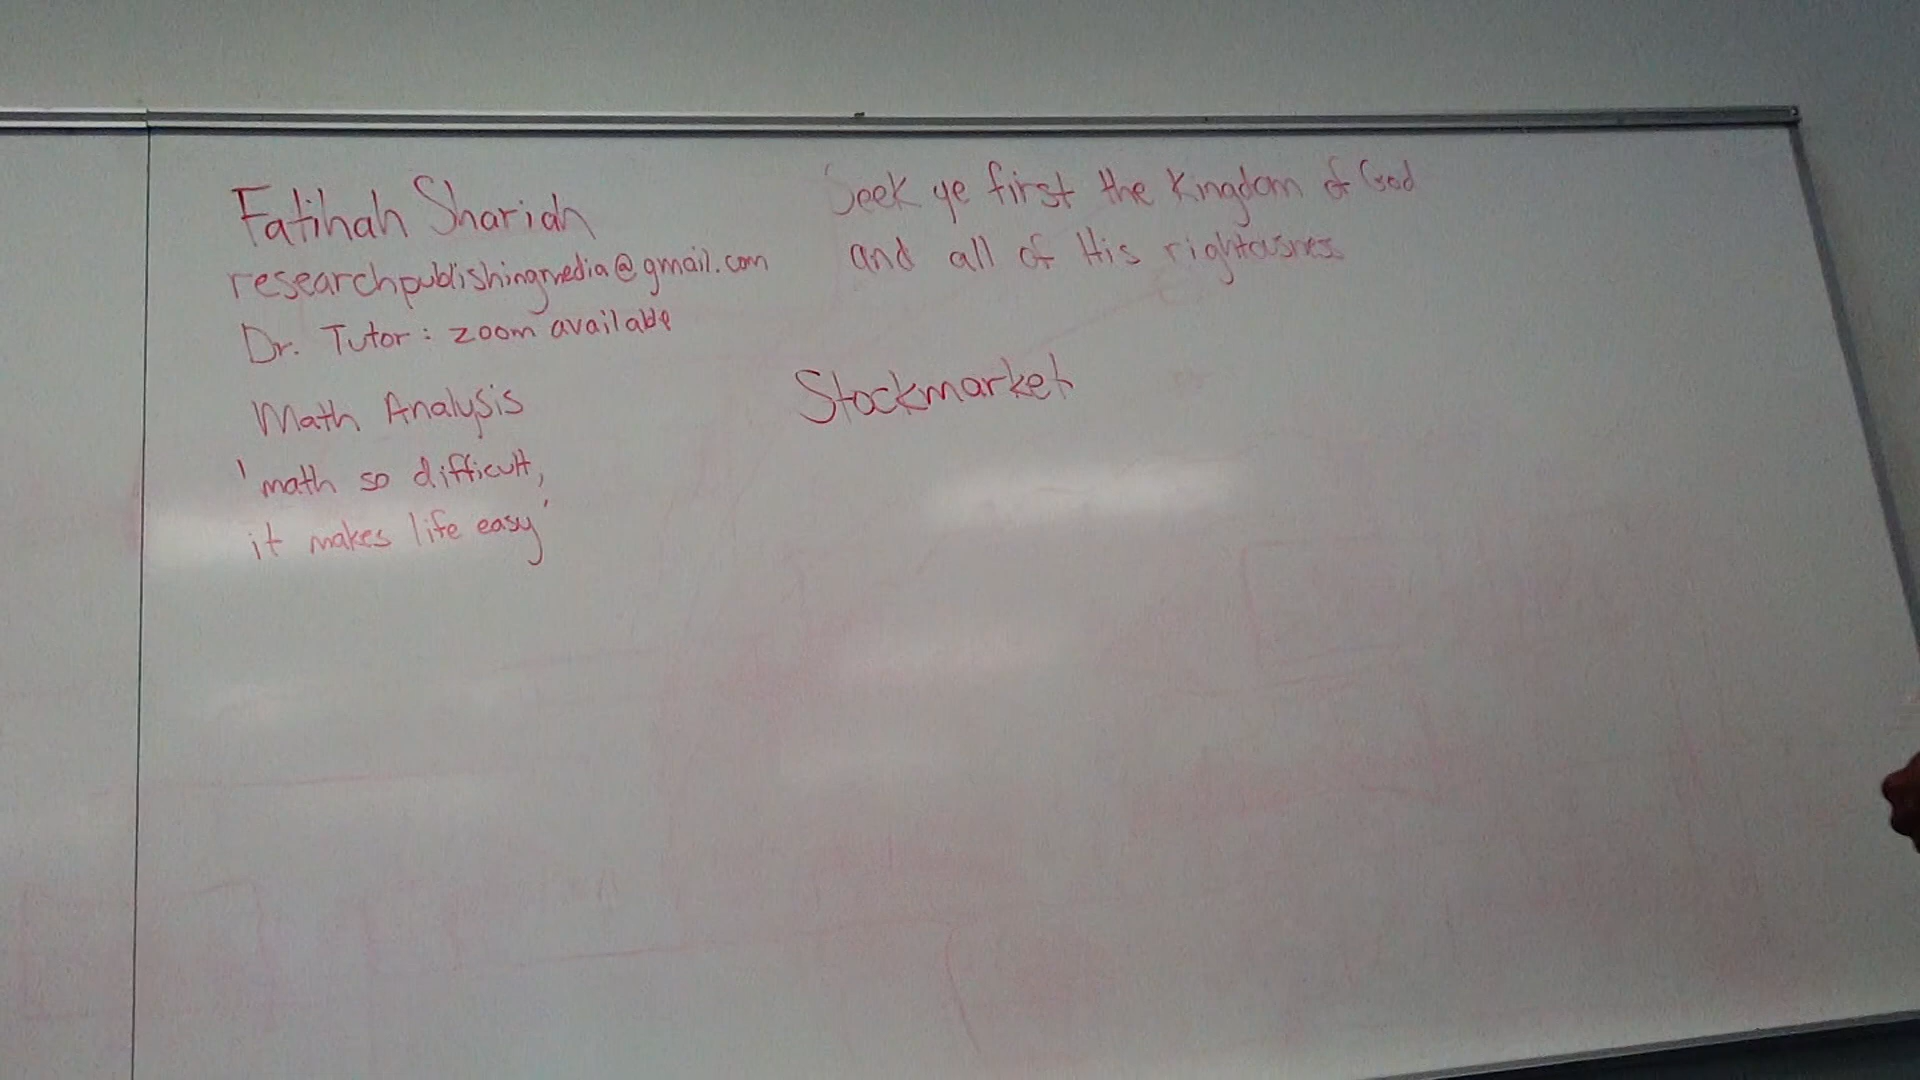 Fatihah Shariah
researchpublishingmedia@gmail.com
Dr. Tutor: zoom available
Math Analysis
'math so difficult,
it makes life easy'
Seek ye first the Kingdom of God
and all of His rightousness
Stockmarket